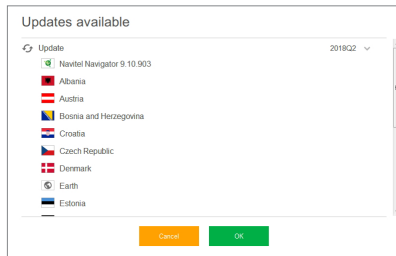 Updates available
Update 2018Q2
Navitel Navigator 9.10.903
Albania
Austria
Bosnia and Herzegovina
Croatia
Czech Republic
Denmark
Earth
Estonia
Cancel OK